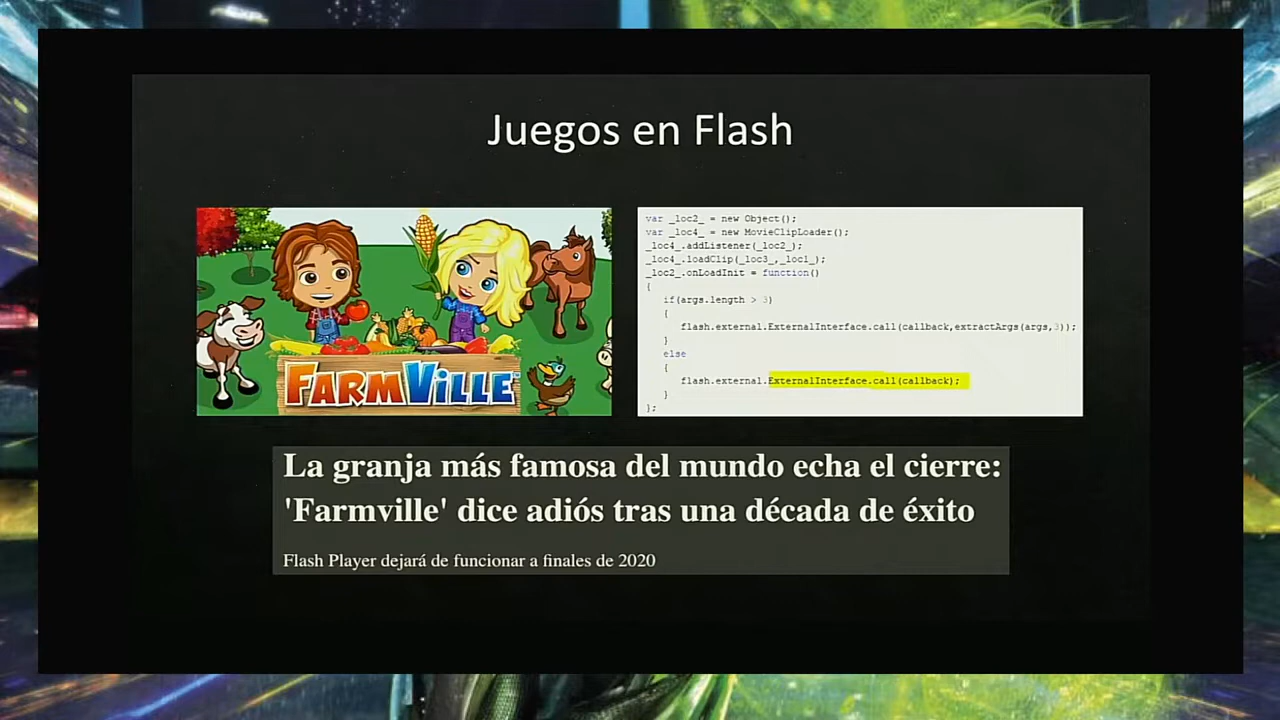 Juegos en Flash
FARMVILLE
var _loc2_ = new Object();
var _loc4_ = new MovieClipLoader();
_loc4_.addListener(_loc2_);
_loc4_.loadClip(_loc3_,_loc1_);
_loc2_.onLoadInit = function()
{
if(args.length > 3)
{
flash.external.ExternalInterface.call(callback,extractArgs(args,3));
}
else
{
flash.external.ExternalInterface.call(callback);
}
};
La granja más famosa del mundo echa el cierre:
'Farmville' dice adiós tras una década de éxito
Flash Player dejará de funcionar a finales de 2020